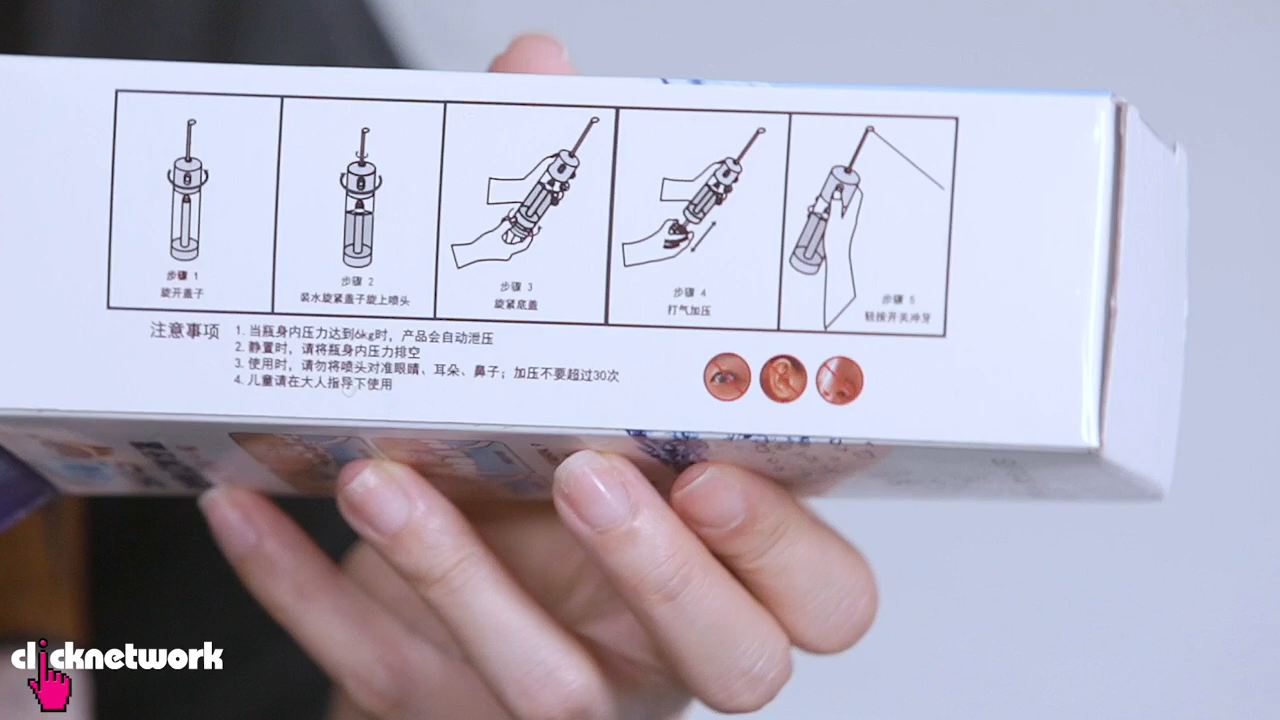 步骤 1
旋开盖子
步骤 2
装水旋紧盖子旋上喷头
步骤 3
旋紧底盖
步骤 4
打气加压
步骤 5
轻按开关冲牙
注意事项
1. 当瓶身内压力达到6kg时，产品会自动泄压
2. 静置时，请将瓶身内压力排空
3. 使用时，请勿将喷头对准眼睛、耳朵、鼻子；加压不要超过30次
4. 儿童请在大人指导下使用
clicknetwork